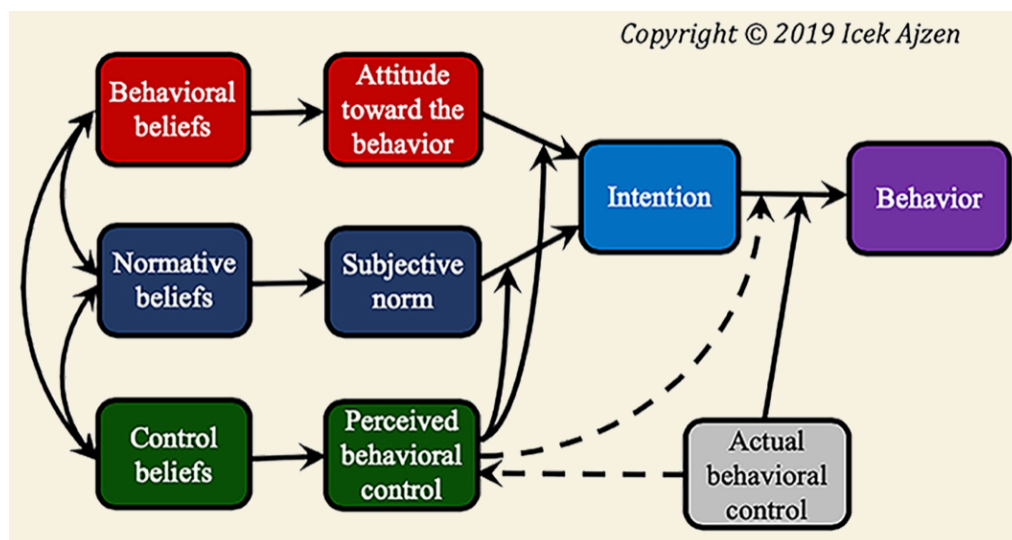 Copyright © 2019 Icek Ajzen
Behavioral
beliefs
Attitude
toward the
behavior
Intention
Behavior
Normative
beliefs
Subjective
norm
Control
beliefs
Perceived
behavioral
control
Actual
behavioral
control